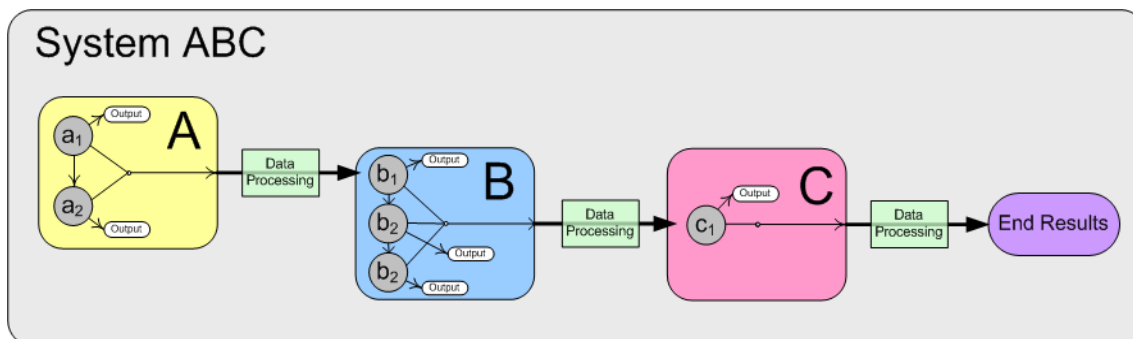 System ABC
A
a1
Output
a2
Output
Data
Processing
B
b1
Output
b2
Output
b2
Output
Data
Processing
C
c1
Output
Data
Processing
End Results